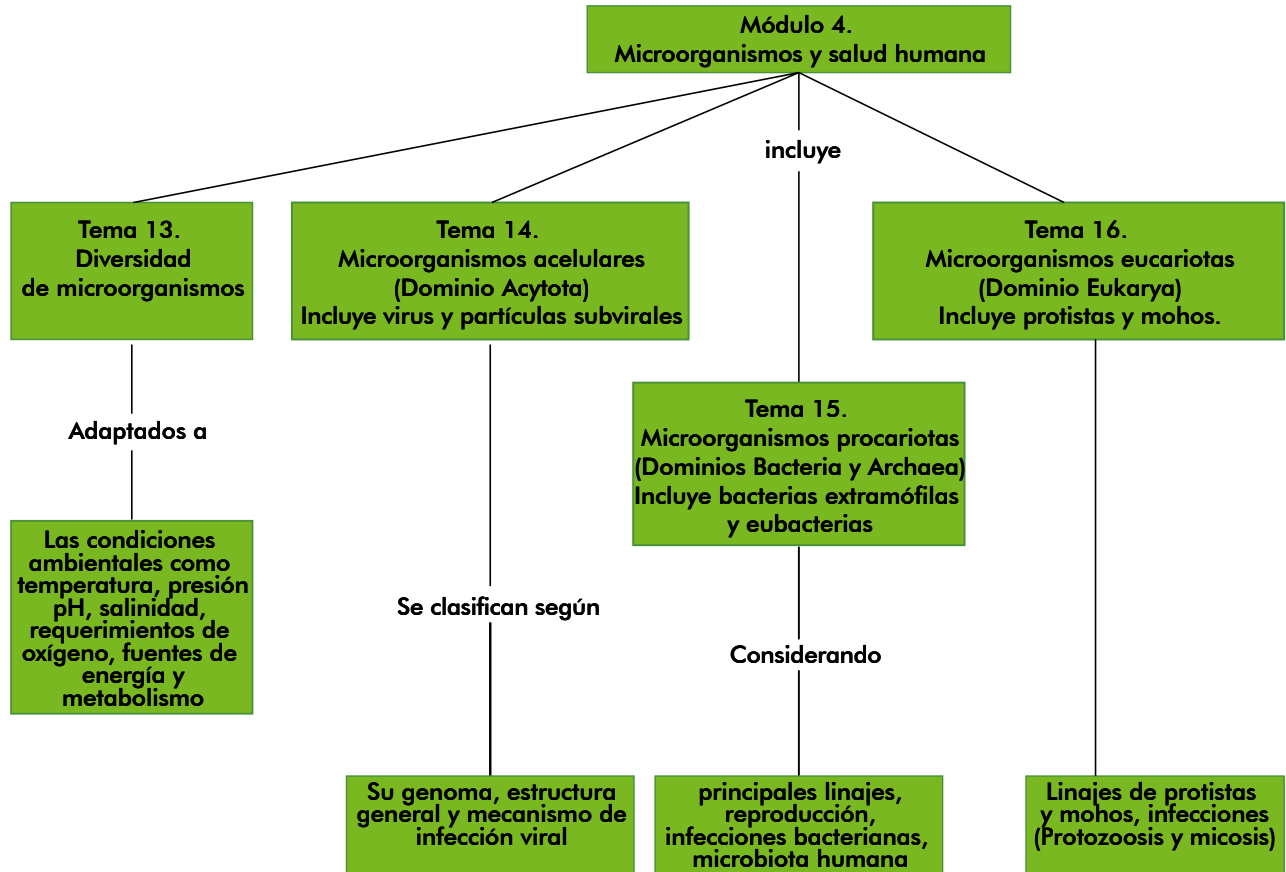 Módulo 4.
Microorganismos y salud humana
incluye
Tema 13.
Diversidad
de microorganismos
Adaptados a
Las condiciones
ambientales como
temperatura, presión
pH, salinidad,
requerimientos de
oxígeno, fuentes de
energía y
metabolismo
Tema 14.
Microorganismos acelulares
(Dominio Acytota)
Incluye virus y partículas subvirales
Se clasifican según
Su genoma, estructura
general y mecanismo de
infección viral
Tema 15.
Microorganismos procariotas
(Dominios Bacteria y Archaea)
Incluye bacterias extramófilas
y eubacterias
Considerando
principales linajes,
reproducción,
infecciones bacterianas,
microbiota humana
Tema 16.
Microorganismos eucariotas
(Dominio Eukarya)
Incluye protistas y mohos.
Linajes de protistas
y mohos, infecciones
(Protozoosis y micosis)